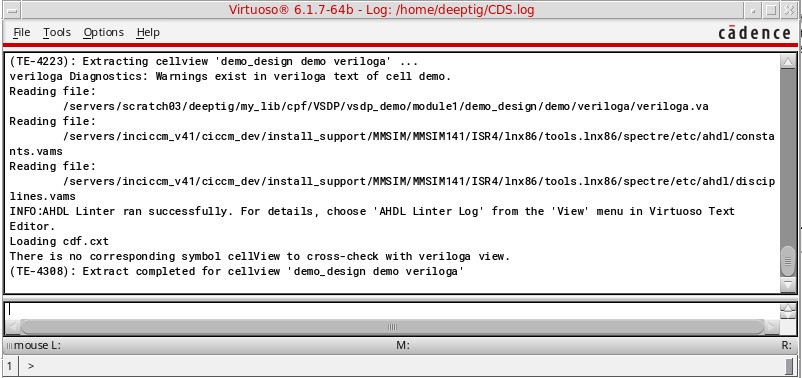 Virtuoso® 6.1.7-64b - Log: /home/deeptig/CDS.log
File Tools Options Help cādence
(TE-4223): Extracting cellview 'demo_design demo veriloga' ...
veriloga Diagnostics: Warnings exist in veriloga text of cell demo.
Reading file:
/servers/scratch03/deeptig/my_lib/cpf/VSDP/vsdp_demo/module1/demo_design/demo/veriloga/veriloga.va
Reading file:
/servers/inciccm_v41/ciccm_dev/install_support/MMSIM/MMSIM141/ISR4/lnx86/tools.lnx86/spectre/etc/ahdl/consta
nts.vams
Reading file:
/servers/inciccm_v41/ciccm_dev/install_support/MMSIM/MMSIM141/ISR4/lnx86/tools.lnx86/spectre/etc/ahdl/discip
lines.vams
INFO:AHDL Linter ran successfully. For details, choose 'AHDL Linter Log' from the 'View' menu in Virtuoso Text
Editor.
Loading cdf.cxt
There is no corresponding symbol cellView to cross-check with veriloga view.
(TE-4308): Extract completed for cellview 'demo_design demo veriloga'
mouse L: M: R:
1 >